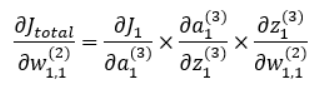 ∂J_total/∂w_{1,1}^{(2)} = ∂J_1/∂a_1^{(3)} × ∂a_1^{(3)}/∂z_1^{(3)} × ∂z_1^{(3)}/∂w_{1,1}^{(2)}